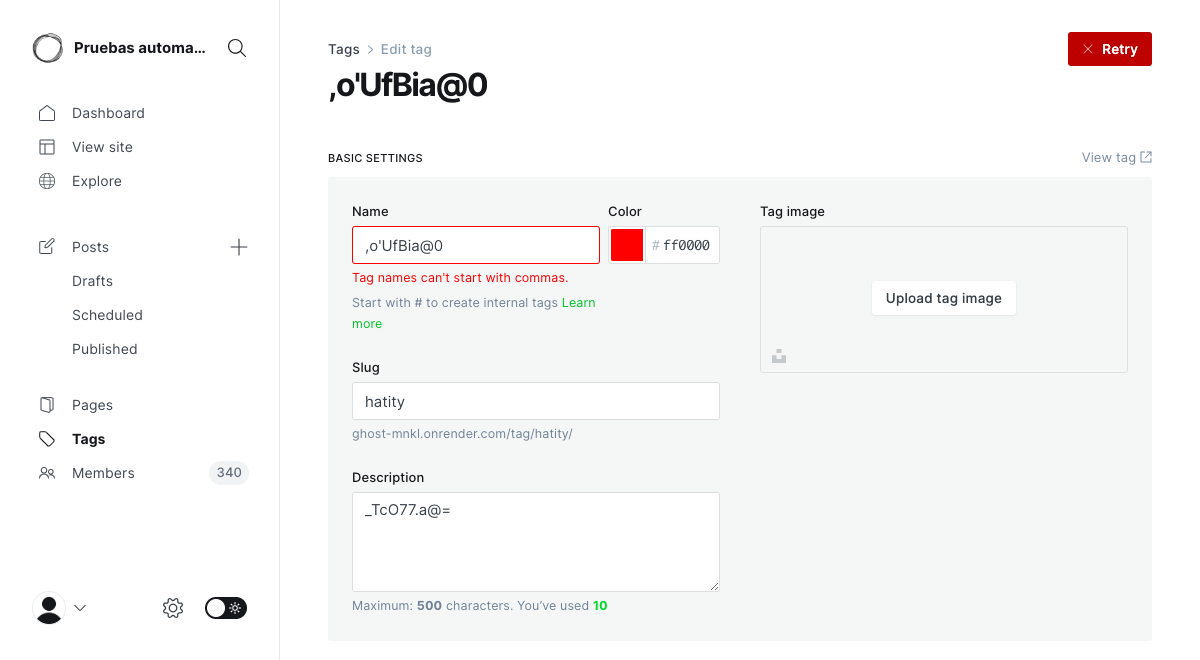 Pruebas automa...
Dashboard
View site
Explore
Posts
Drafts
Scheduled
Published
Pages
Tags
Members 340
Tags > Edit tag
Retry
,o'UfBia@0
BASIC SETTINGS
View tag
Name
,o'UfBia@0
Tag names can't start with commas.
Start with # to create internal tags Learn
more
Color
# ff0000
Slug
hatity
ghost-mnkl.onrender.com/tag/hatity/
Description
_TcO77.a@=
Maximum: 500 characters. You've used 10
Tag image
Upload tag image